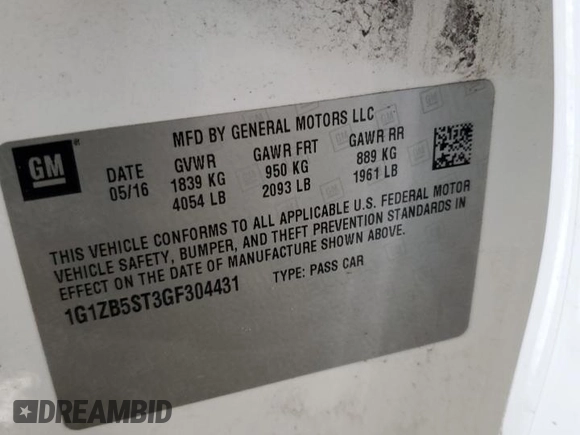 MFD BY GENERAL MOTORS LLC
GM
DATE GVWR GAWR FRT GAWR RR
05/16 1839 KG 950 KG 889 KG
4054 LB 2093 LB 1961 LB
THIS VEHICLE CONFORMS TO ALL APPLICABLE U.S. FEDERAL MOTOR
VEHICLE SAFETY, BUMPER, AND THEFT PREVENTION STANDARDS IN
EFFECT ON THE DATE OF MANUFACTURE SHOWN ABOVE.
1G1ZB5ST3GF304431 TYPE: PASS CAR
DREAMBID